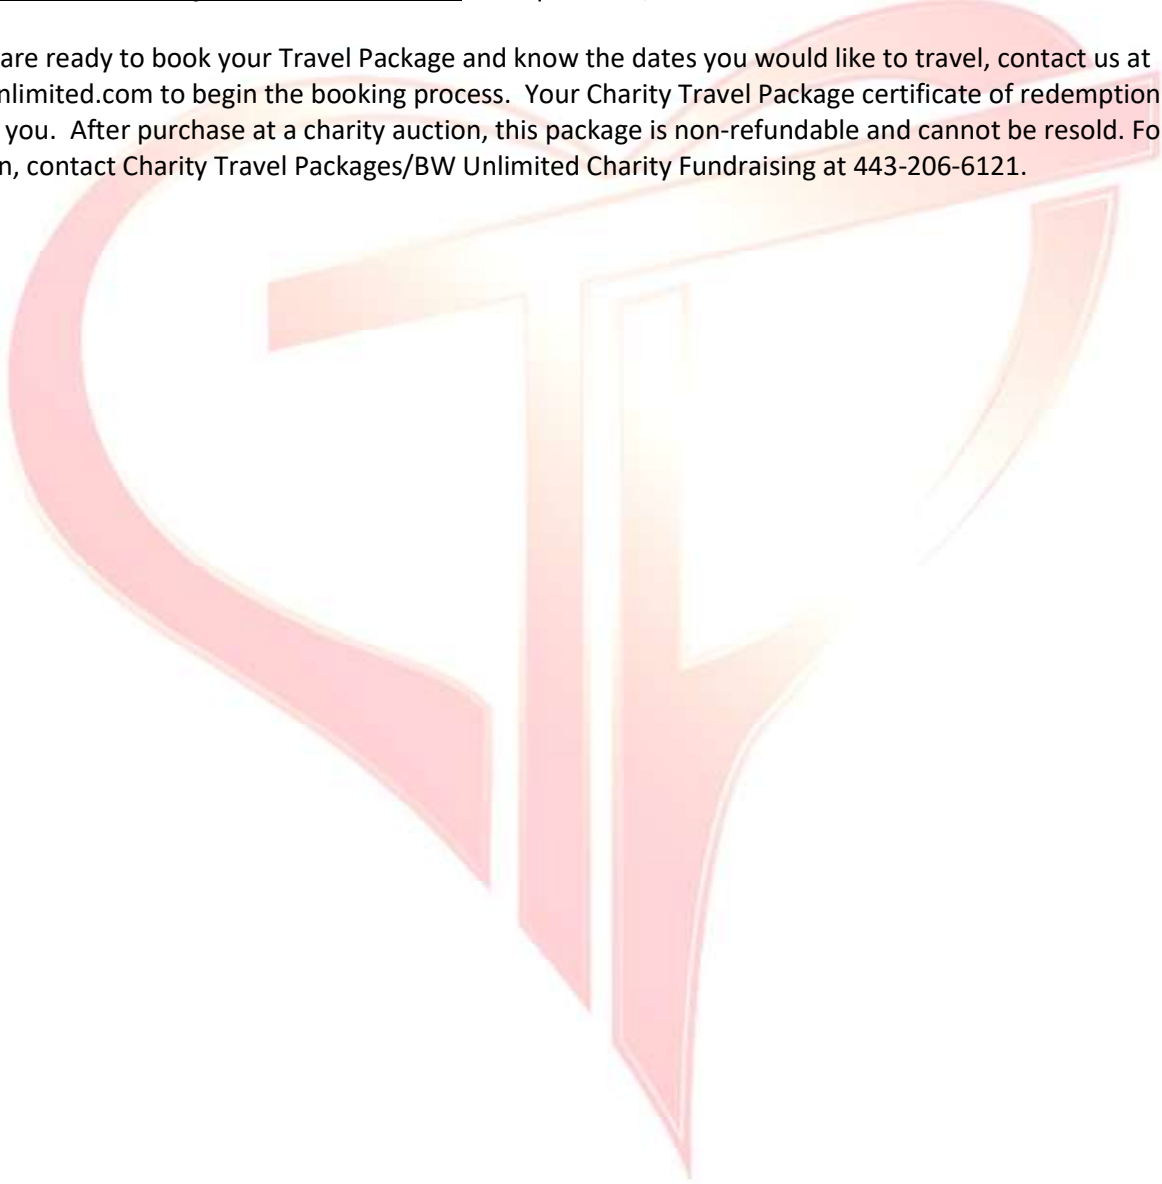 are ready to book your Travel Package and know the dates you would like to travel, contact us at
nlimited.com to begin the booking process.  Your Charity Travel Package certificate of redemption
you.  After purchase at a charity auction, this package is non-refundable and cannot be resold. Fo
n, contact Charity Travel Packages/BW Unlimited Charity Fundraising at 443-206-6121.